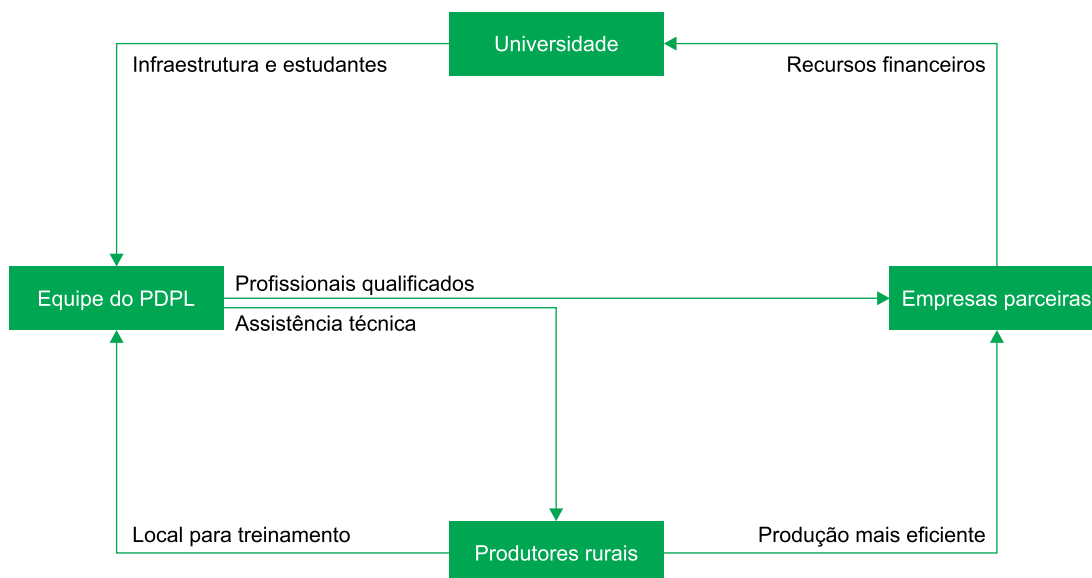 Universidade
Infraestrutura e estudantes
Recursos financeiros
Equipe do PDPL
Profissionais qualificados
Assistência técnica
Empresas parceiras
Local para treinamento
Produtores rurais
Produção mais eficiente